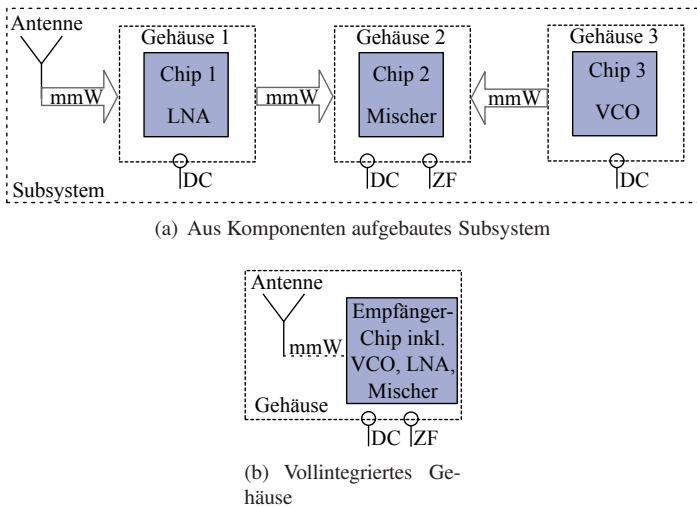 Antenne
Gehäuse 1 Gehäuse 2 Gehäuse 3
Chip 1 Chip 2 Chip 3
mmW mmW mmW
LNA Mischer VCO
DC DC ZF DC
Subsystem
(a) Aus Komponenten aufgebautes Subsystem
Antenne
Empfänger-
Chip inkl.
mmW VCO, LNA,
Mischer
Gehäuse
DC ZF
(b) Vollintegriertes Ge-
häuse